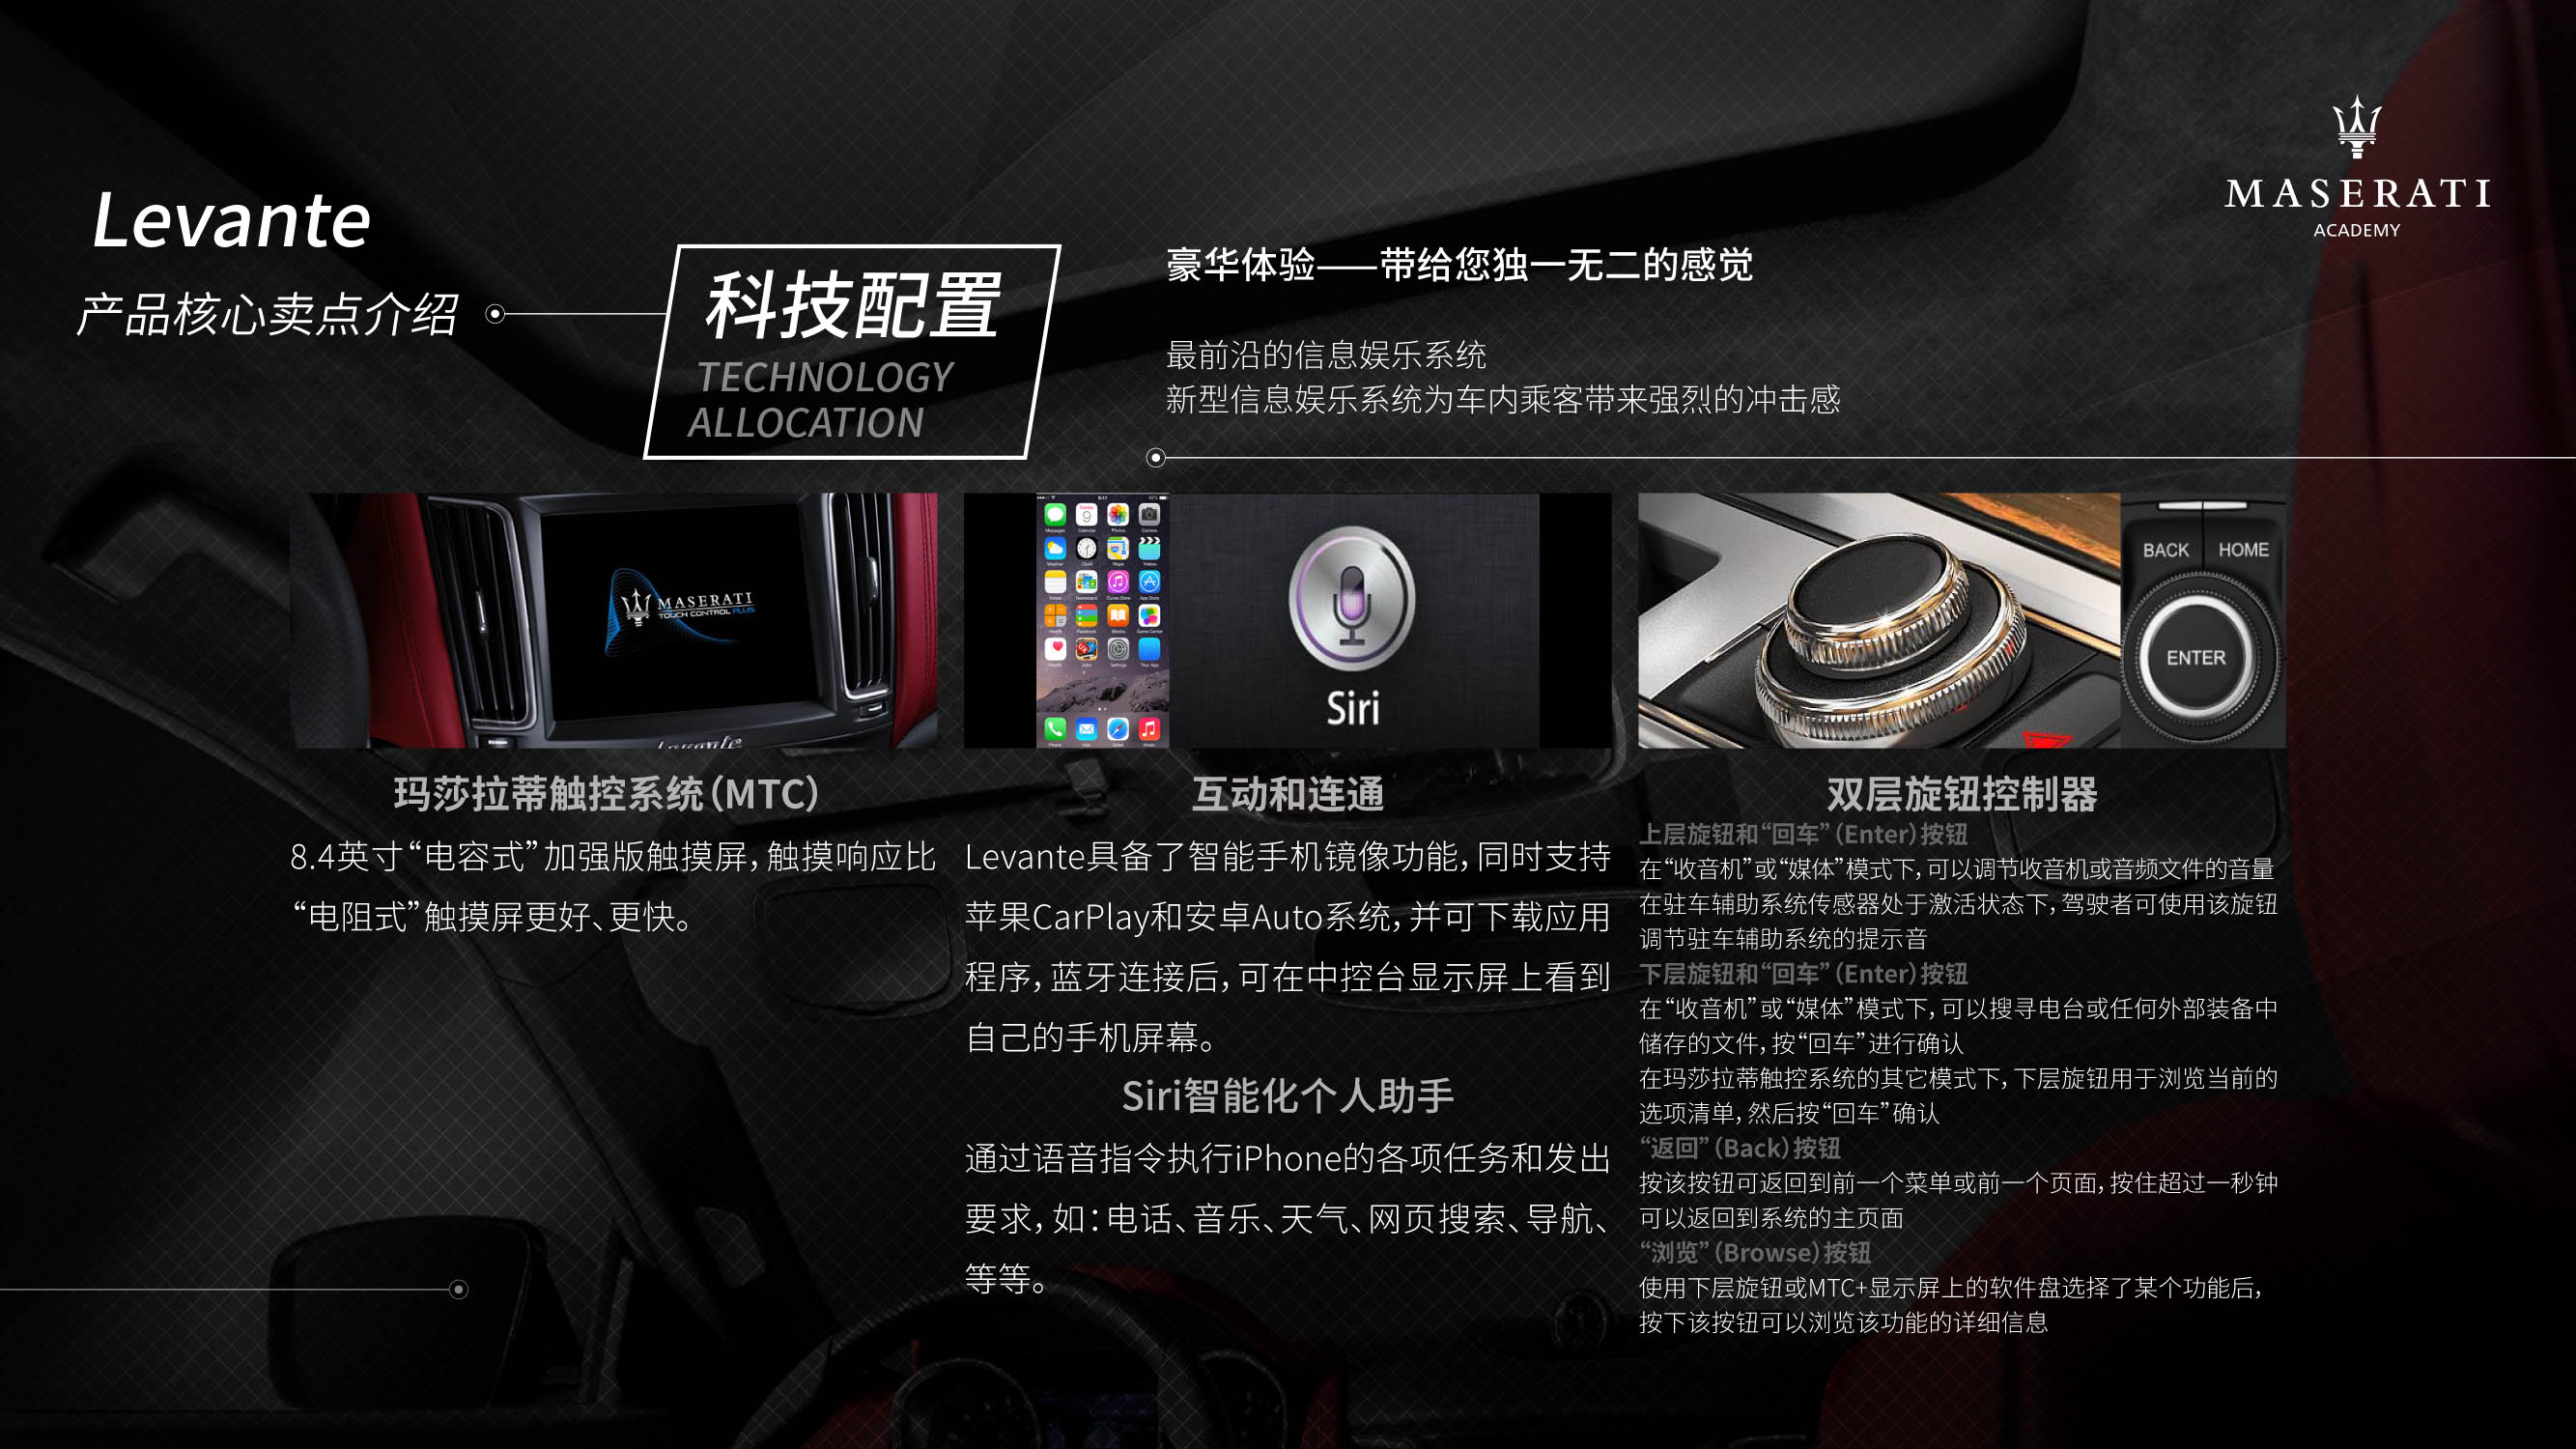 MASERATI
ACADEMY
Levante
产品核心卖点介绍
科技配置
TECHNOLOGY
ALLOCATION
豪华体验——带给您独一无二的感觉
最前沿的信息娱乐系统
新型信息娱乐系统为车内乘客带来强烈的冲击感
MASERATI
TOUCH CONTROL PLUS
Levante
Siri
BACK
HOME
ENTER
玛莎拉蒂触控系统（MTC）
8.4英寸“电容式”加强版触摸屏，触摸响应比
“电阻式”触摸屏更好、更快。
互动和连通
Levante具备了智能手机镜像功能，同时支持
苹果CarPlay和安卓Auto系统，并可下载应用
程序，蓝牙连接后，可在中控台显示屏上看到
自己的手机屏幕。
Siri智能化个人助手
通过语音指令执行iPhone的各项任务和发出
要求，如：电话、音乐、天气、网页搜索、导航、
等等。
双层旋钮控制器
上层旋钮和“回车”（Enter）按钮
在“收音机”或“媒体”模式下，可以调节收音机或音频文件的音量
在驻车辅助系统传感器处于激活状态下，驾驶者可使用该旋钮
调节驻车辅助系统的提示音
下层旋钮和“回车”（Enter）按钮
在“收音机”或“媒体”模式下，可以搜寻电台或任何外部装备中
储存的文件，按“回车”进行确认
在玛莎拉蒂触控系统的其它模式下，下层旋钮用于浏览当前的
选项清单，然后按“回车”确认
“返回”（Back）按钮
按该按钮可返回到前一个菜单或前一个页面，按住超过一秒钟
可以返回到系统的主页面
“浏览”（Browse）按钮
使用下层旋钮或MTC+显示屏上的软件盘选择了某个功能后，
按下该按钮可以浏览该功能的详细信息